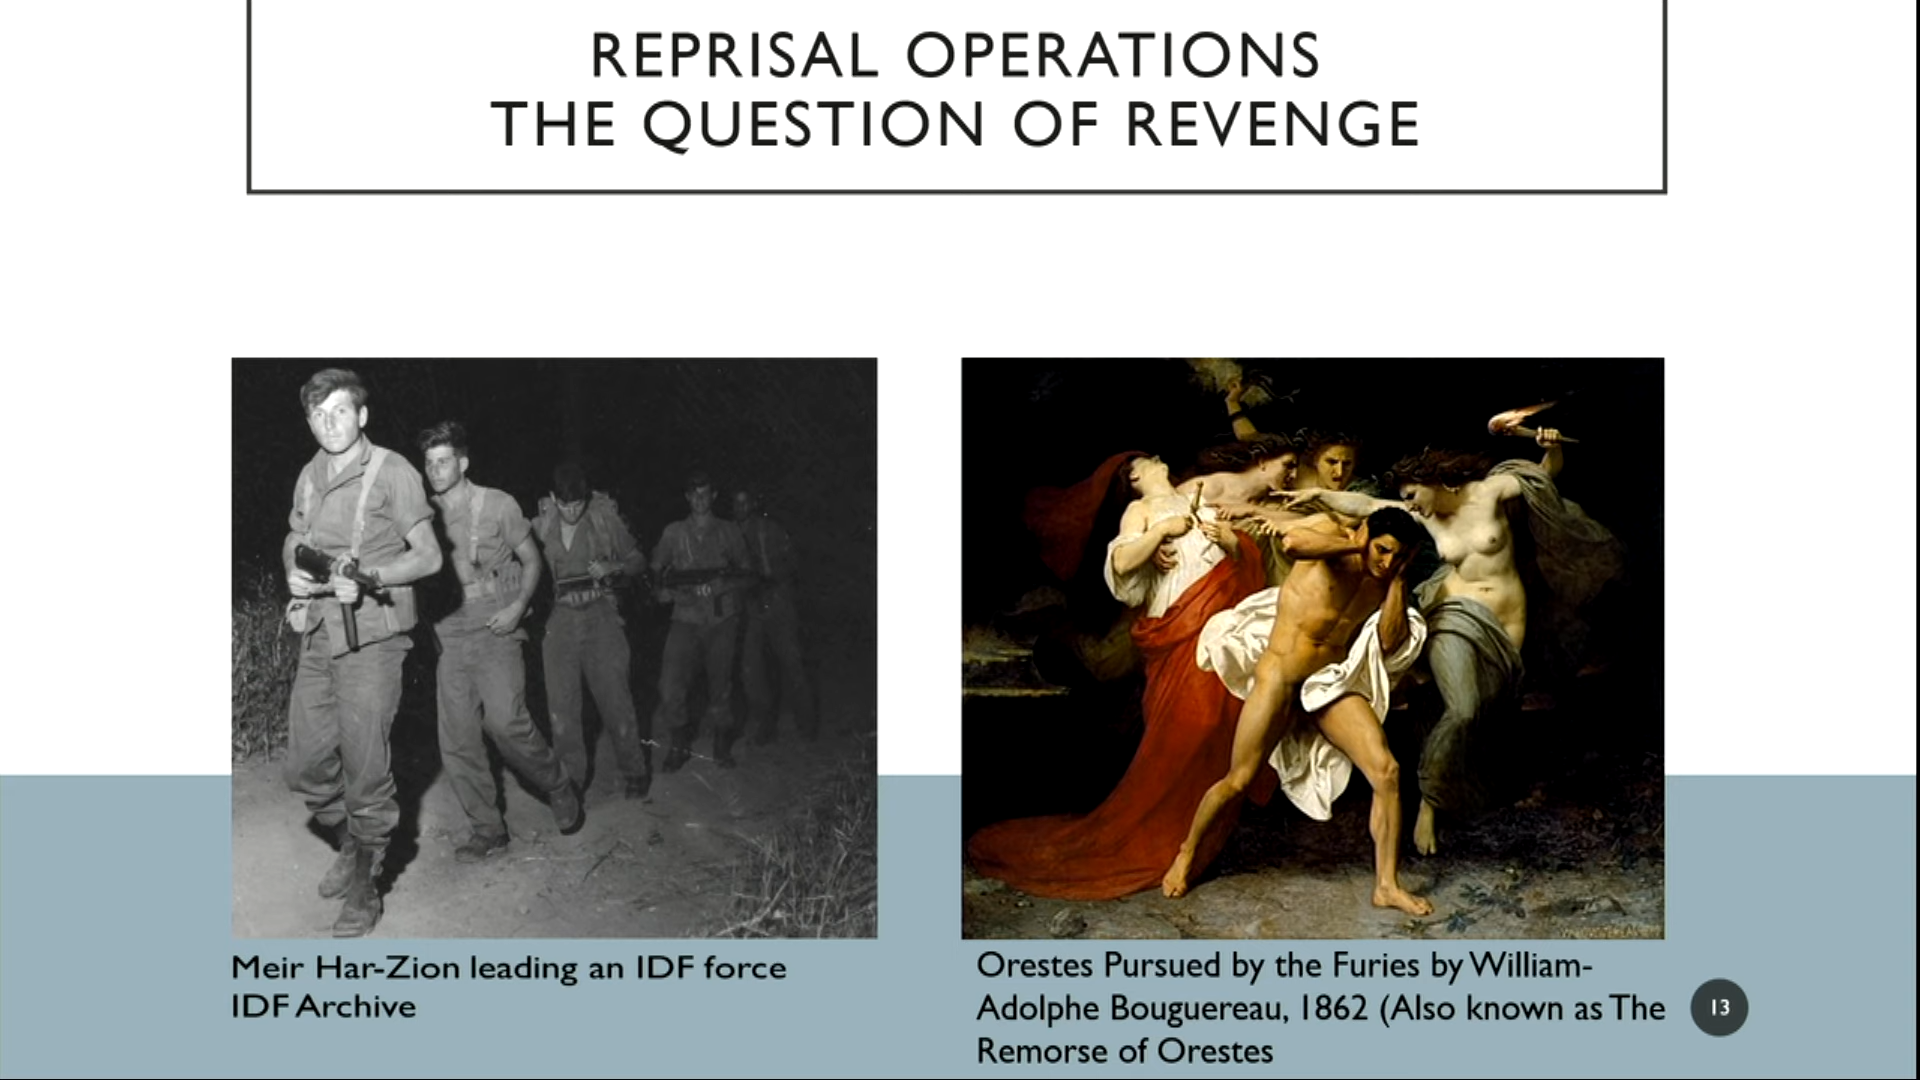 REPRISAL OPERATIONS
THE QUESTION OF REVENGE
Meir Har-Zion leading an IDF force
IDF Archive
Orestes Pursued by the Furies by William-
Adolphe Bouguereau, 1862 (Also known as The
Remorse of Orestes
13